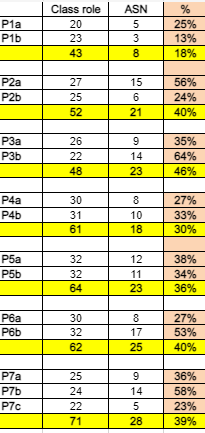 Class role ASN %
P1a 20 5 25%
P1b 23 3 13%
43 8 18%
P2a 27 15 56%
P2b 25 6 24%
52 21 40%
P3a 26 9 35%
P3b 22 14 64%
48 23 46%
P4a 30 8 27%
P4b 31 10 33%
61 18 30%
P5a 32 12 38%
P5b 32 11 34%
64 23 36%
P6a 30 8 27%
P6b 32 17 53%
62 25 40%
P7a 25 9 36%
P7b 24 14 58%
P7c 22 5 23%
71 28 39%